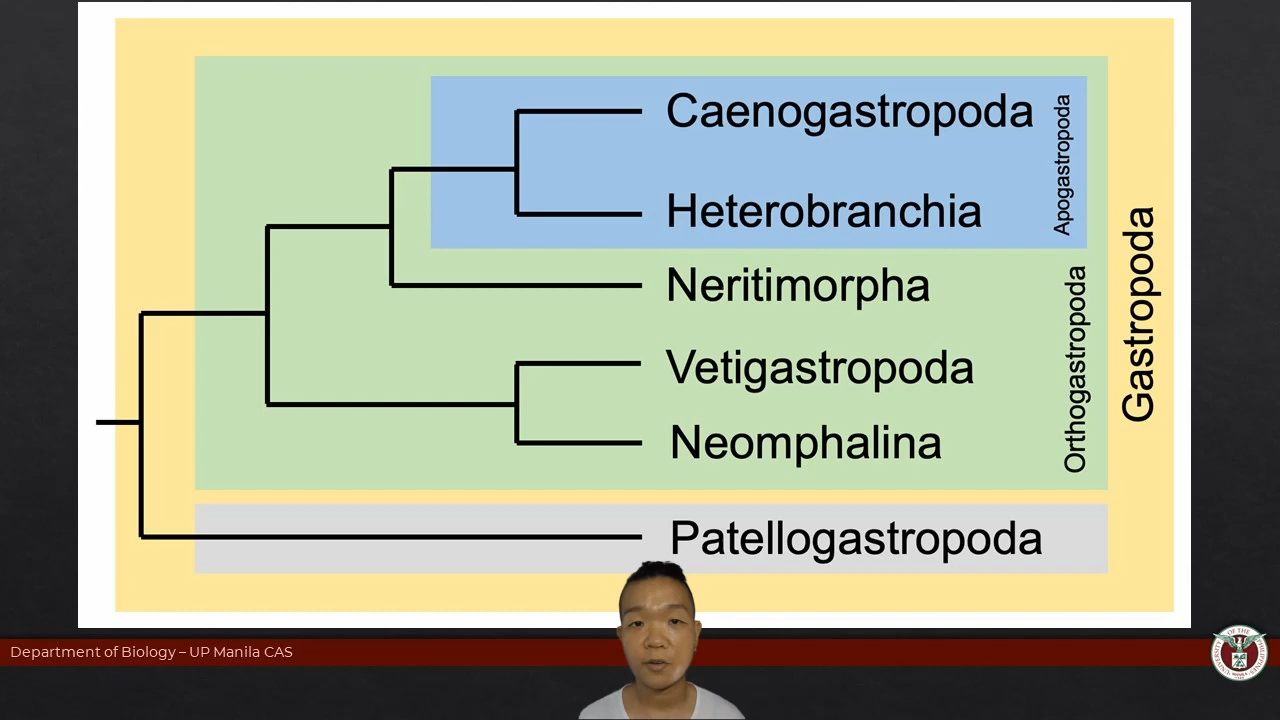 Caenogastropoda
Heterobranchia
Apogastropoda
Neritimorpha
Vetigastropoda
Neomphalina
Orthogastropoda
Gastropoda
Patellogastropoda
Department of Biology – UP Manila CAS